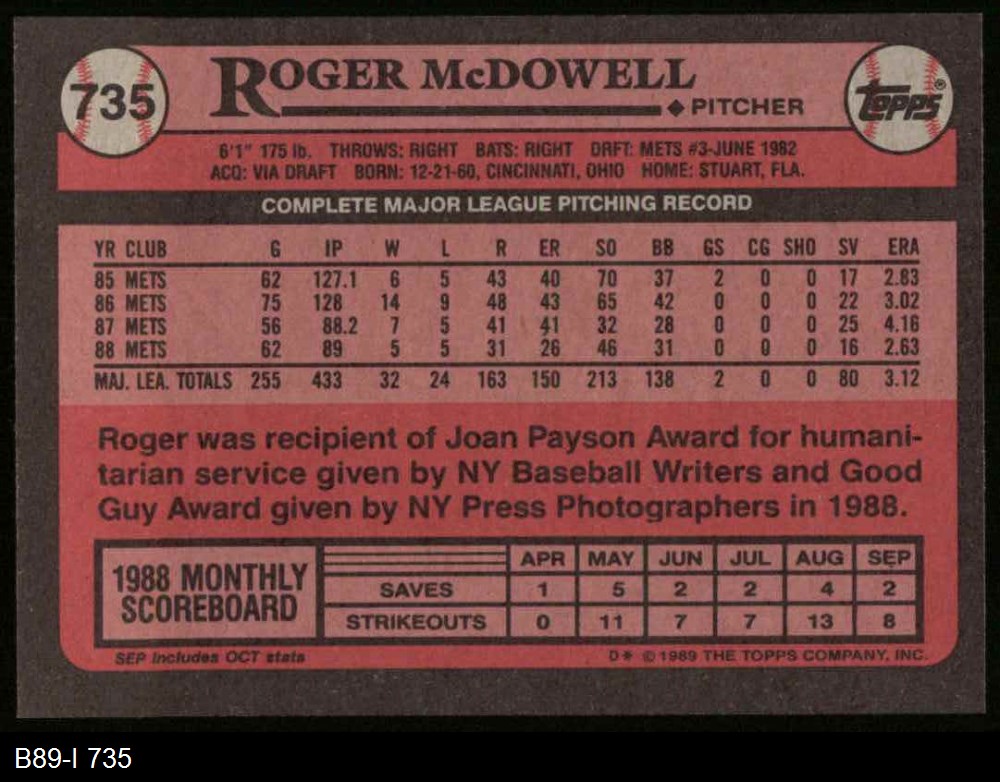 735
ROGER McDOWELL
◆ PITCHER
Topps®
6'1" 175 lb. THROWS: RIGHT BATS: RIGHT DRFT: METS #3-JUNE 1982
ACQ: VIA DRAFT BORN: 12-21-60, CINCINNATI, OHIO HOME: STUART, FLA.
COMPLETE MAJOR LEAGUE PITCHING RECORD
YR CLUB G IP W L R ER SO BB GS CG SHO SV ERA
85 METS 62 127.1 6 5 43 40 70 37 2 0 0 17 2.83
86 METS 75 128 14 9 48 43 65 42 0 0 0 22 3.02
87 METS 56 88.2 7 5 41 41 32 28 0 0 0 25 4.16
88 METS 62 89 5 5 31 26 46 31 0 0 0 16 2.63
MAJ. LEA. TOTALS 255 433 32 24 163 150 213 138 2 0 0 80 3.12
Roger was recipient of Joan Payson Award for humani-
tarian service given by NY Baseball Writers and Good
Guy Award given by NY Press Photographers in 1988.
1988 MONTHLY
SCOREBOARD
APR MAY JUN JUL AUG SEP
SAVES 1 5 2 2 4 2
STRIKEOUTS 0 11 7 7 13 8
SEP includes OCT stats
D* © 1989 THE TOPPS COMPANY, INC.
B89-I 735